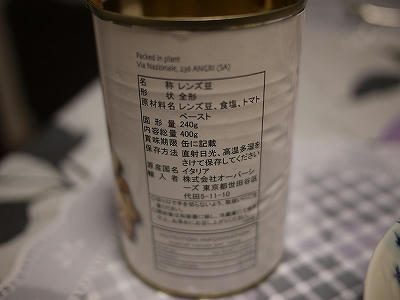 Packed in plant
Via Nazionale, 236 ANGRI (SA)
名 称 レンズ豆
形 状 全形
原材料名 レンズ豆、食塩、トマト
ペースト
固形量 240g
内容総量 400g
賞味期限 缶に記載
保存方法 直射日光、高温多湿を
さけて保存してください
原産国名 イタリア
輸入者 株式会社オーバーシ
ーズ 東京都世田谷区
代田5-11-10